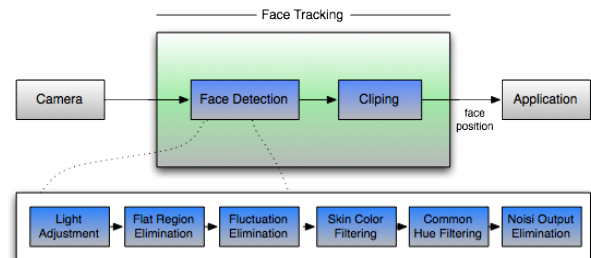 Face Tracking
Camera
Face Detection
Cliping
Application
face
position
Light
Adjustment
Flat Region
Elimination
Fluctuation
Elimination
Skin Color
Filtering
Common
Hue Filtering
Noisi Output
Elimination